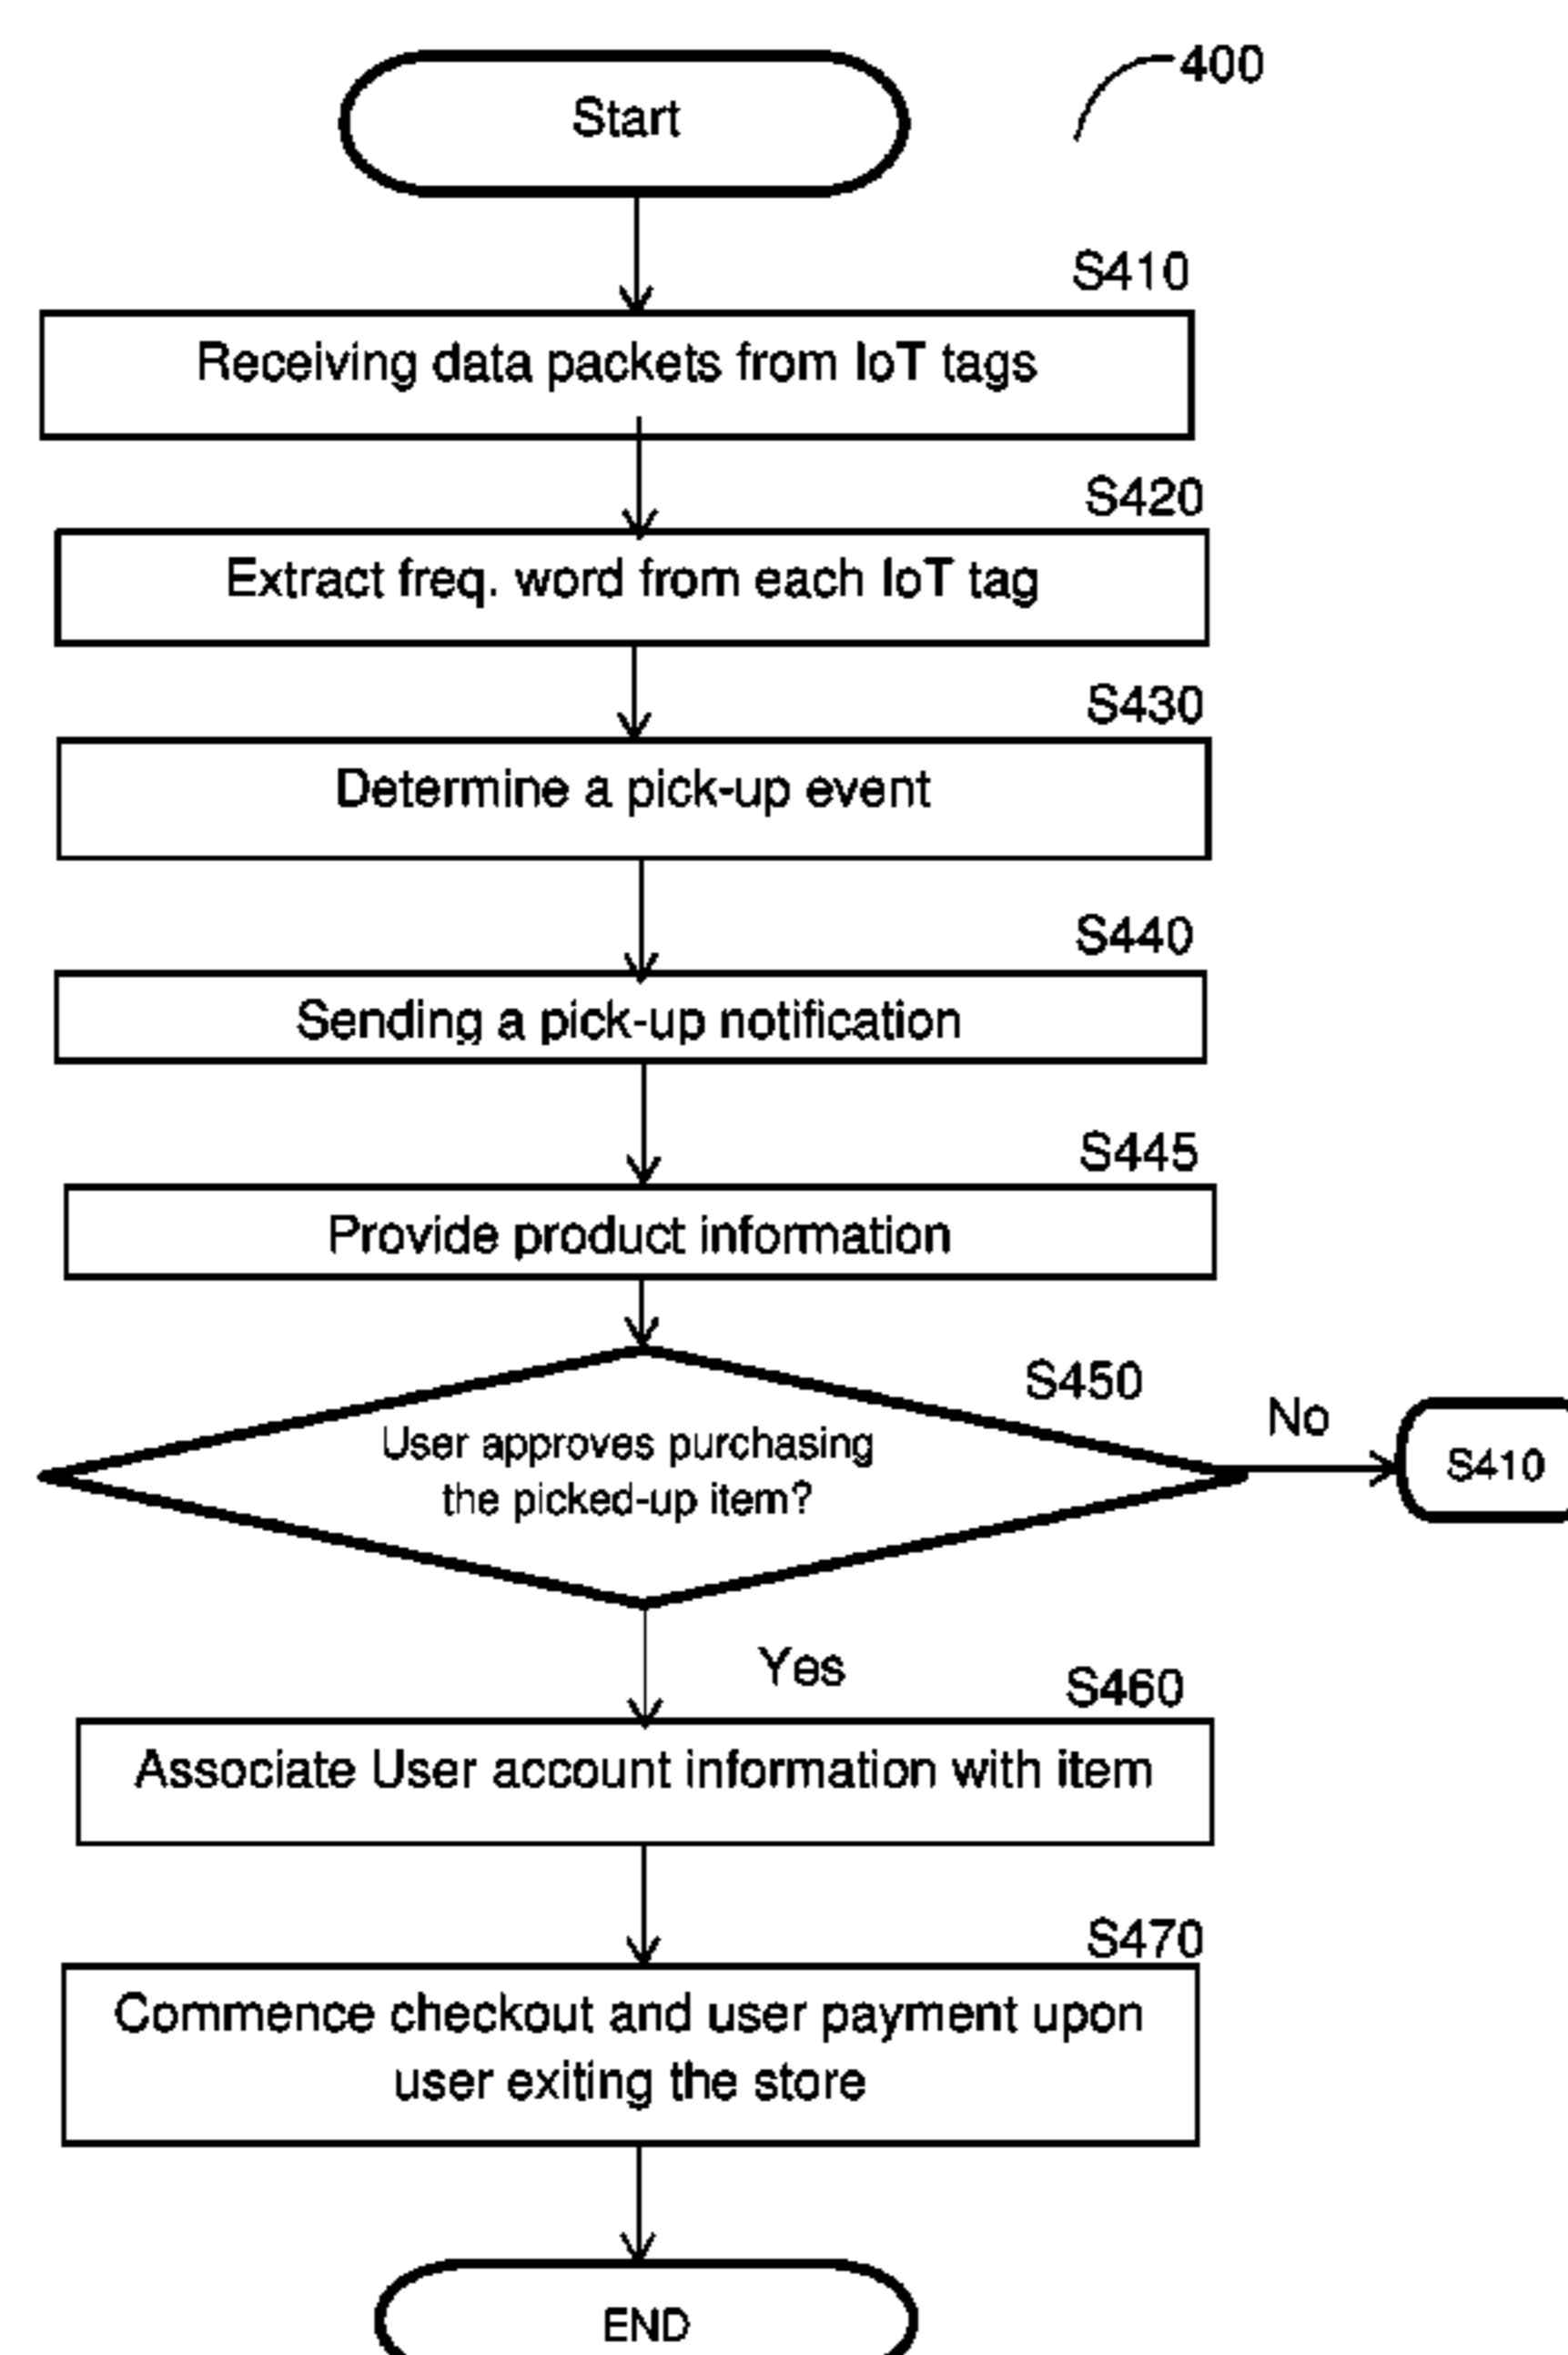 Start
400
S410
Receiving data packets from IoT tags
S420
Extract freq. word from each IoT tag
S430
Determine a pick-up event
S440
Sending a pick-up notification
S445
Provide product information
S450
User approves purchasing
the picked-up item?
No
S410
Yes
S460
Associate User account information with item
S470
Commence checkout and user payment upon
user exiting the store
END